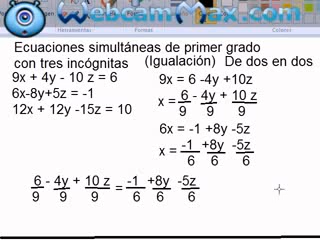 WebcamMax.com
Herramientas Formas Colores
Ecuaciones simultáneas de primer grado
con tres incógnitas (Igualación) De dos en dos
9x + 4y - 10 z = 6
6x-8y+5z = -1
12x + 12y -15z = 10
9x = 6 -4y +10z
x = 6 - 4y + 10 z
9 9 9
6x = -1 +8y -5z
x = -1 +8y -5z
6 6 6
6 - 4y + 10 z = -1 +8y -5z
9 9 9 6 6 6